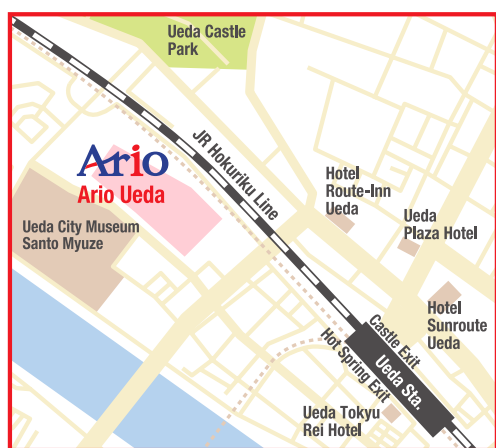 Ueda Castle
Park
JR Hokuriku Line
Ario
Ario Ueda
Hotel
Route-Inn
Ueda
Ueda City Museum
Santo Myuze
Ueda
Plaza Hotel
Hotel
Sunroute
Ueda
Castle Exit
Ueda Sta.
Hot Spring Exit
Ueda Tokyu
Rei Hotel